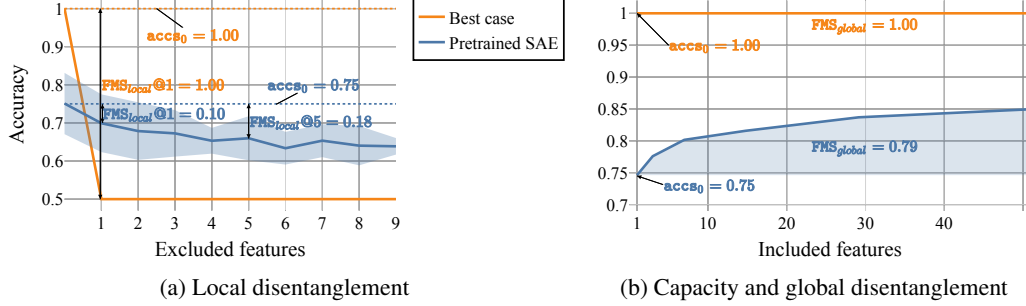 Best case
Pretrained SAE
Accuracy
1
0.9
0.8
0.7
0.6
0.5
accs₀ = 1.00
FMS_local@1 = 1.00
accs₀ = 0.75
FMS_local@1 = 0.10
FMS_local@5 = 0.18
1 2 3 4 5 6 7 8 9
Excluded features
(a) Local disentanglement
1
0.95
0.9
0.85
0.8
0.75
0.7
FMS_global = 1.00
accs₀ = 1.00
FMS_global = 0.79
accs₀ = 0.75
1 10 20 30 40
Included features
(b) Capacity and global disentanglement